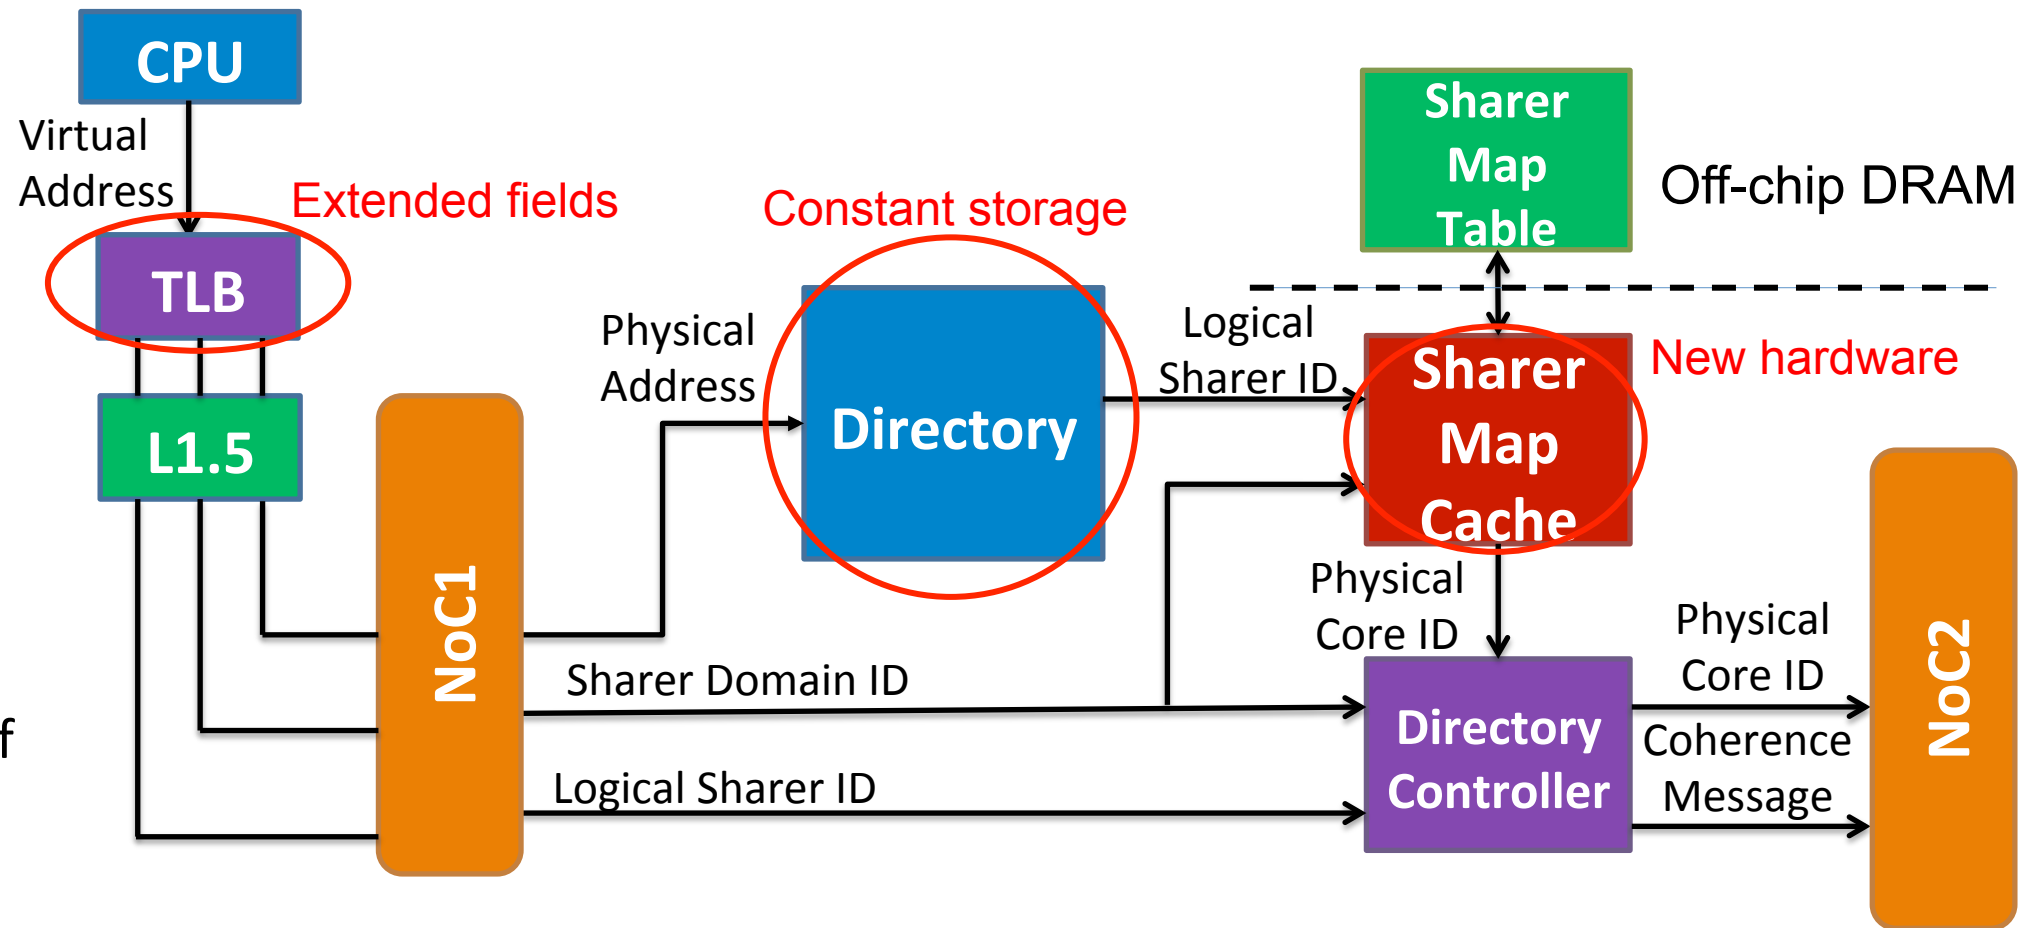 CPU
Virtual
Address
Extended fields
TLB
L1.5
NoC1
Constant storage
Physical
Address
Directory
Sharer
Map
Table
Off-chip DRAM
Logical
Sharer ID
Sharer
Map
Cache
New hardware
Physical
Core ID
Sharer Domain ID
Logical Sharer ID
Directory
Controller
Physical
Core ID
Coherence
Message
NoC2
f